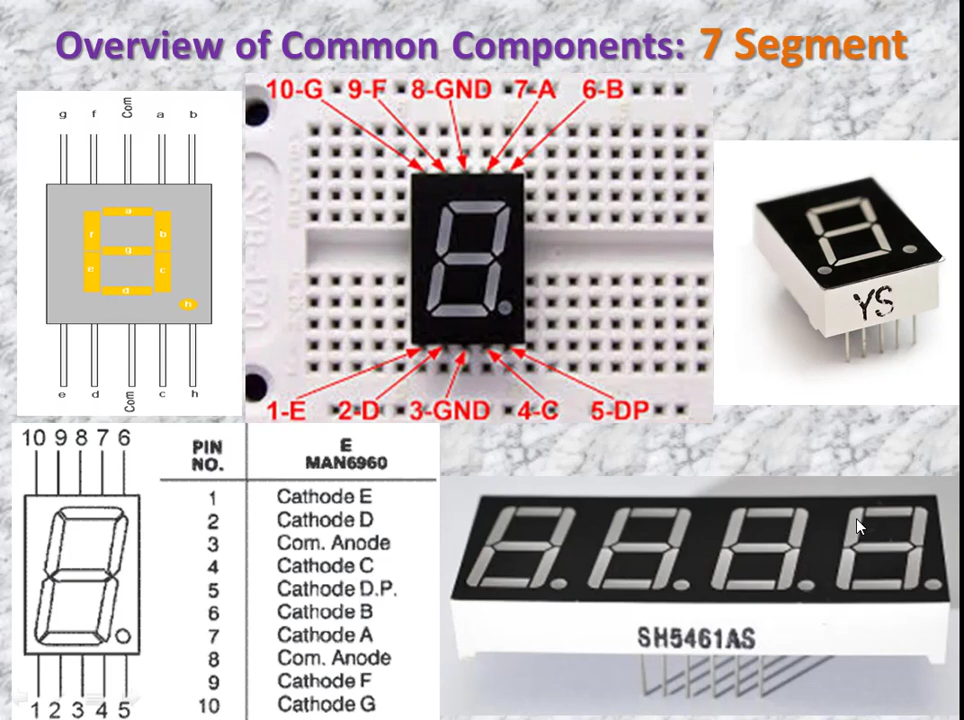 Overview of Common Components: 7 Segment
g f Com a b
a
f b
g
e c
d
h
e d Com c h
10-G 9-F 8-GND 7-A 6-B
1-E 2-D 3-GND 4-C 5-DP
YS
10 9 8 7 6
1 2 3 4 5
PIN NO. E MAN6960
1 Cathode E
2 Cathode D
3 Com. Anode
4 Cathode C
5 Cathode D.P.
6 Cathode B
7 Cathode A
8 Com. Anode
9 Cathode F
10 Cathode G
SH5461AS